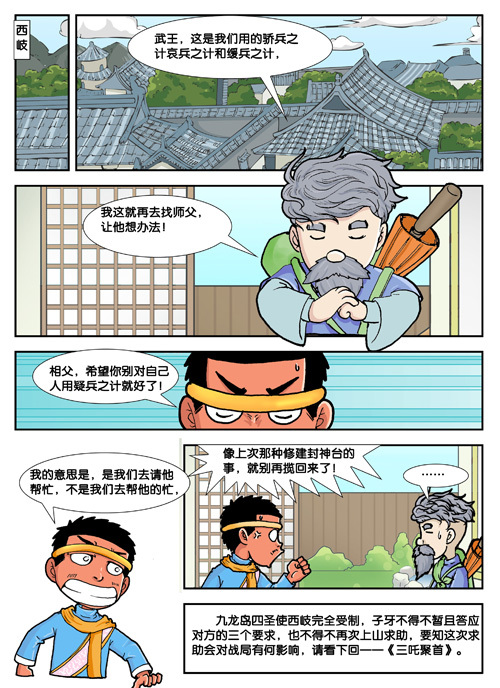 西岐
武王，这是我们用的骄兵之
计哀兵之计和缓兵之计，
我这就再去找师父，
让他想办法！
相父，希望你别对自己
人用疑兵之计就好了！
我的意思是，是我们去请他
帮忙，不是我们去帮他的忙，
像上次那种修建封神台的
事，就别再揽回来了！
……
九龙岛四圣使西岐完全受制，子牙不得不暂且答应
对方的三个要求，也不得不再次上山求助，要知这次求
助会对战局有何影响，请看下回——《三吒聚首》。